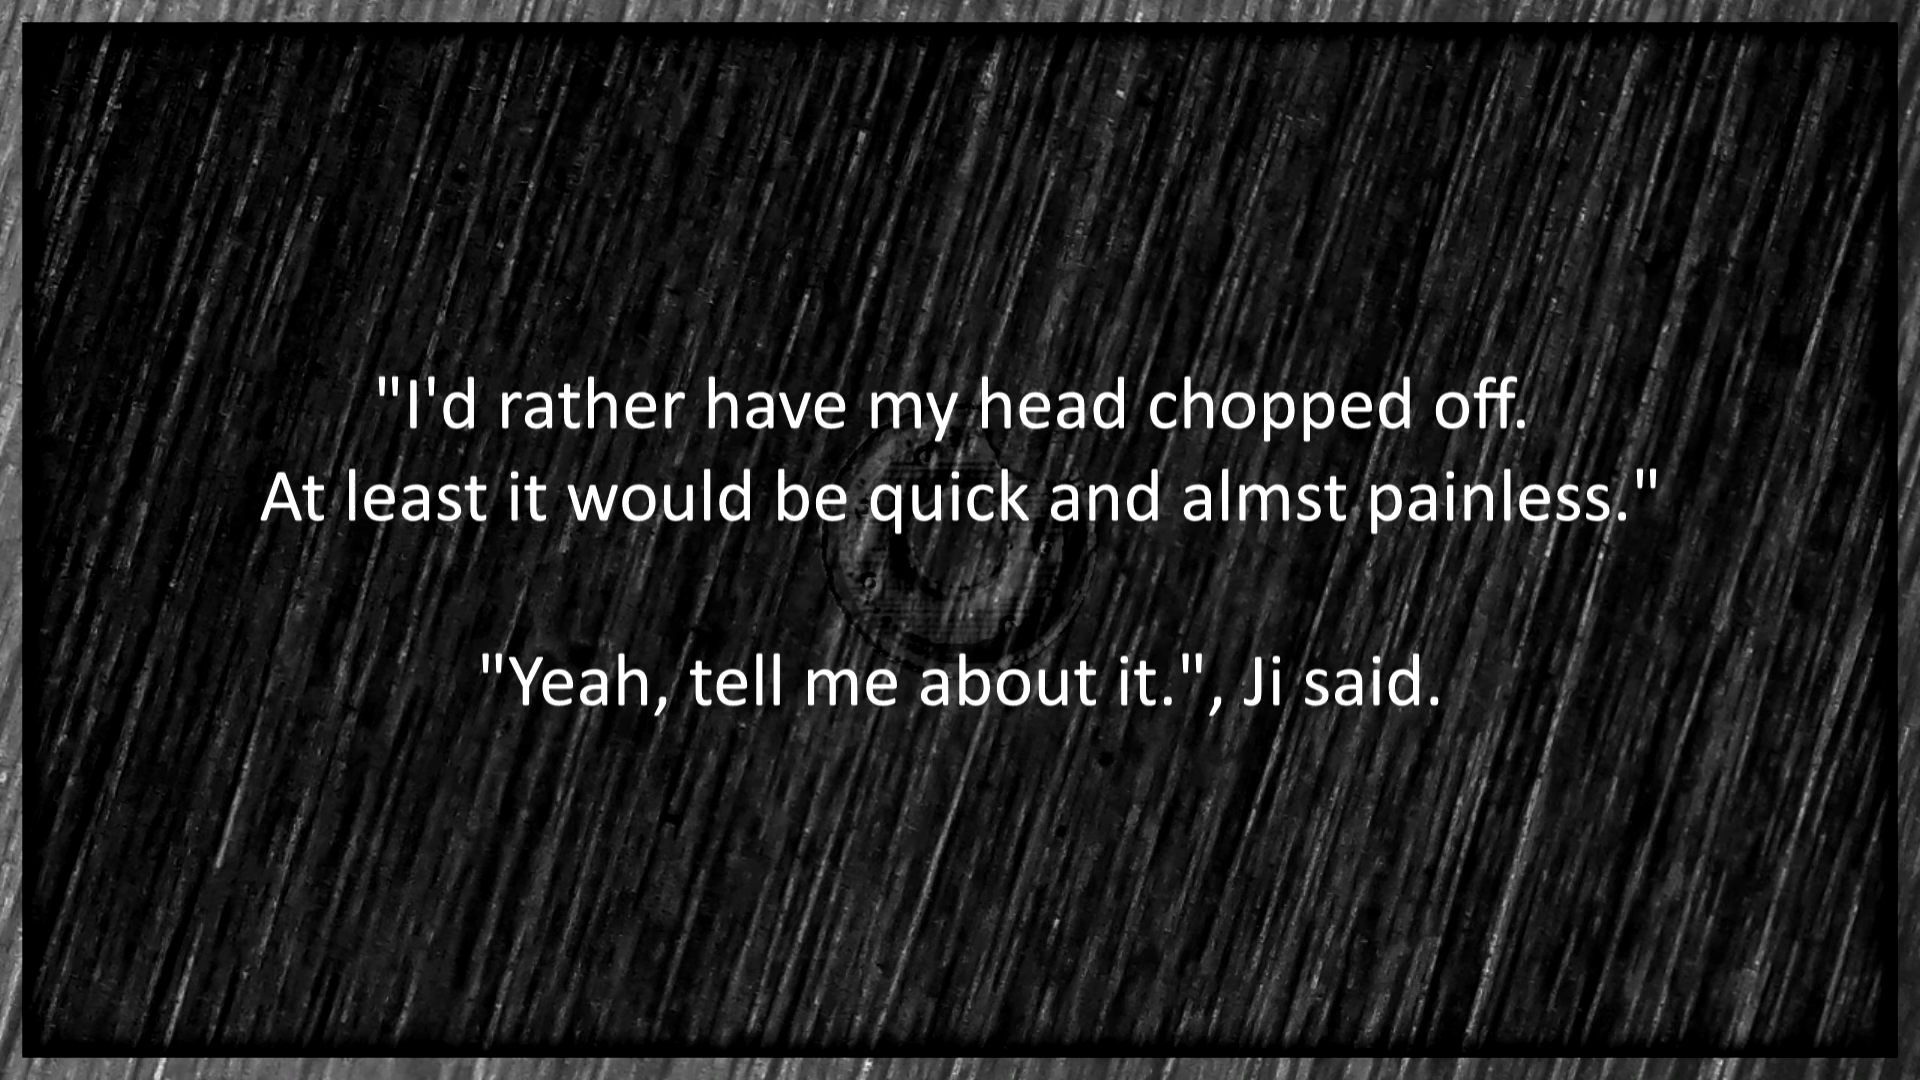 "I'd rather have my head chopped off.
At least it would be quick and almst painless."
"Yeah, tell me about it.", Ji said.